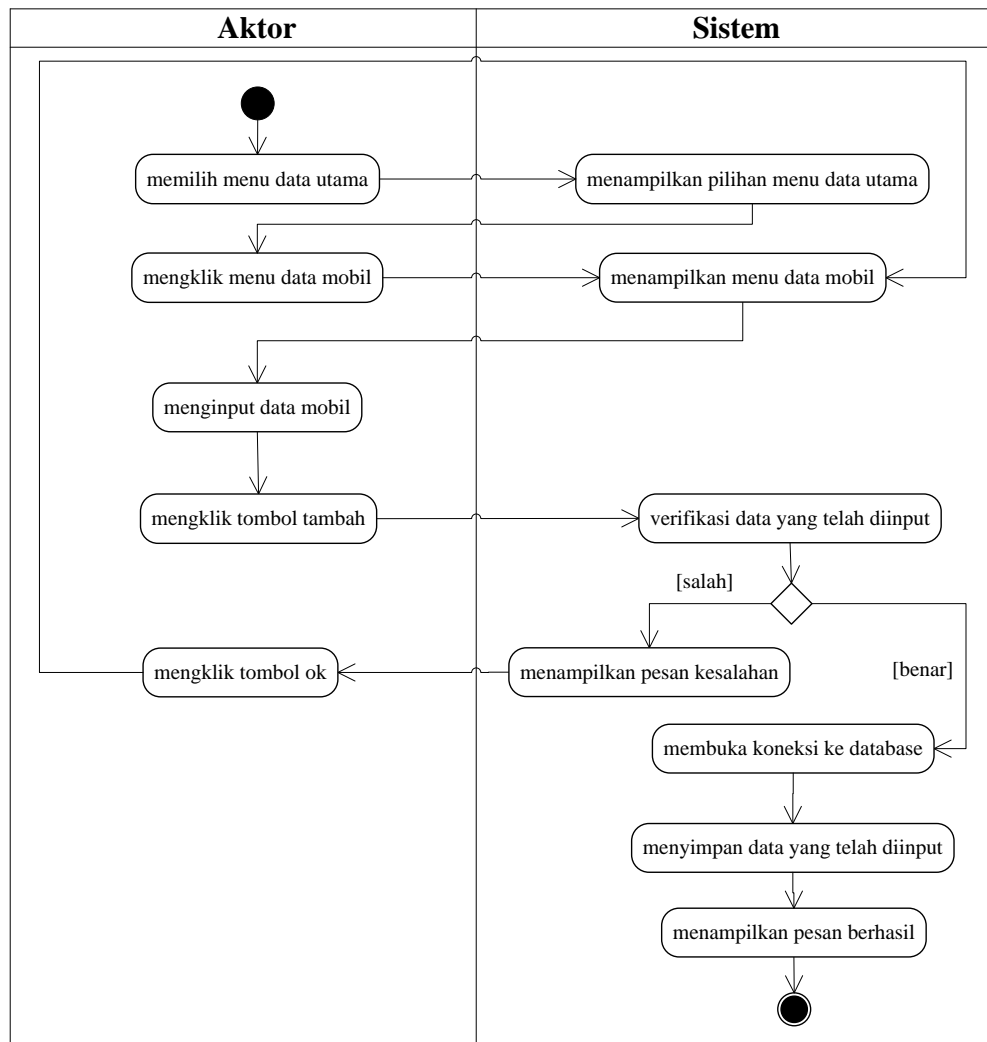 Aktor
Sistem
memilih menu data utama
menampilkan pilihan menu data utama
mengklik menu data mobil
menampilkan menu data mobil
menginput data mobil
mengklik tombol tambah
verifikasi data yang telah diinput
[salah]
mengklik tombol ok
menampilkan pesan kesalahan
[benar]
membuka koneksi ke database
menyimpan data yang telah diinput
menampilkan pesan berhasil